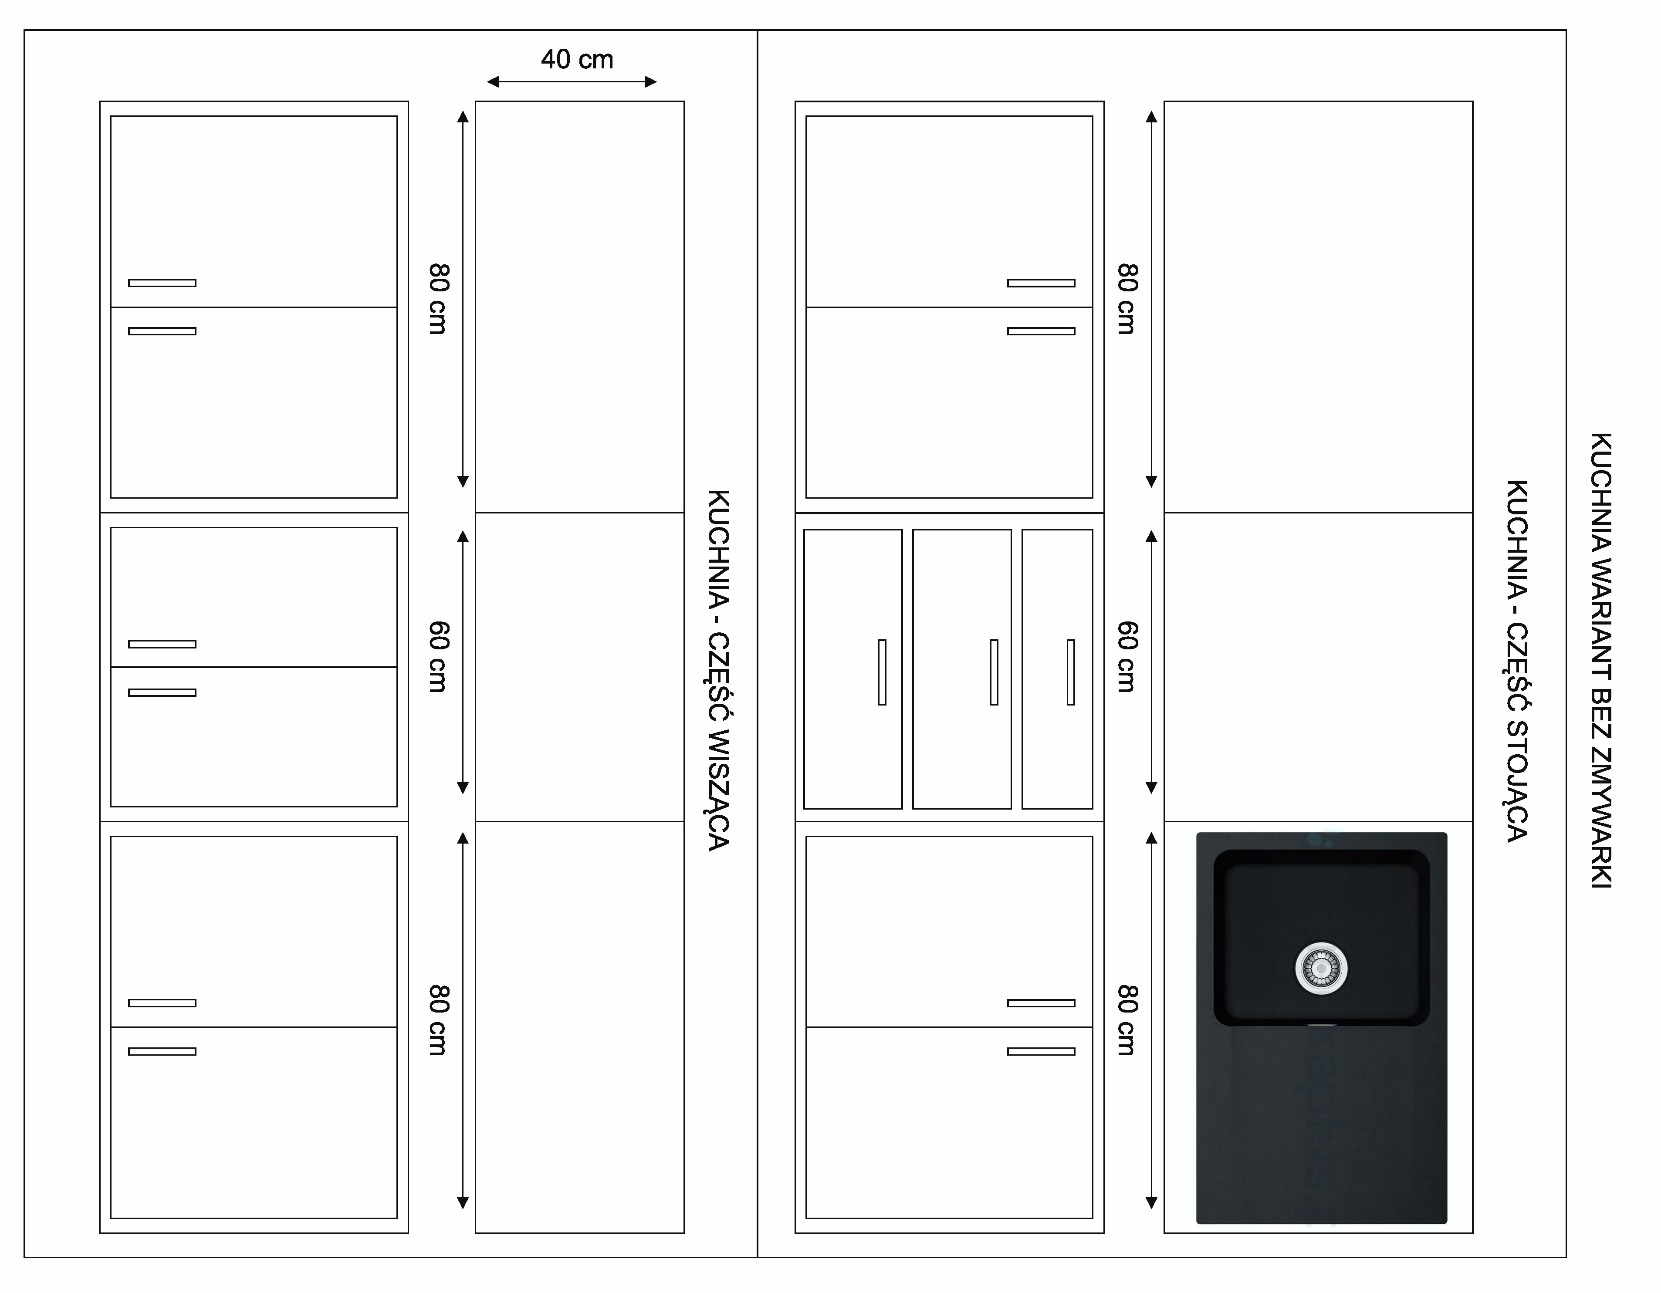 KUCHNIA WARIANT BEZ ZMYWARKI
KUCHNIA - CZĘŚĆ STOJĄCA
80 cm
60 cm
80 cm
KUCHNIA - CZĘŚĆ WISZĄCA
40 cm
80 cm
60 cm
80 cm